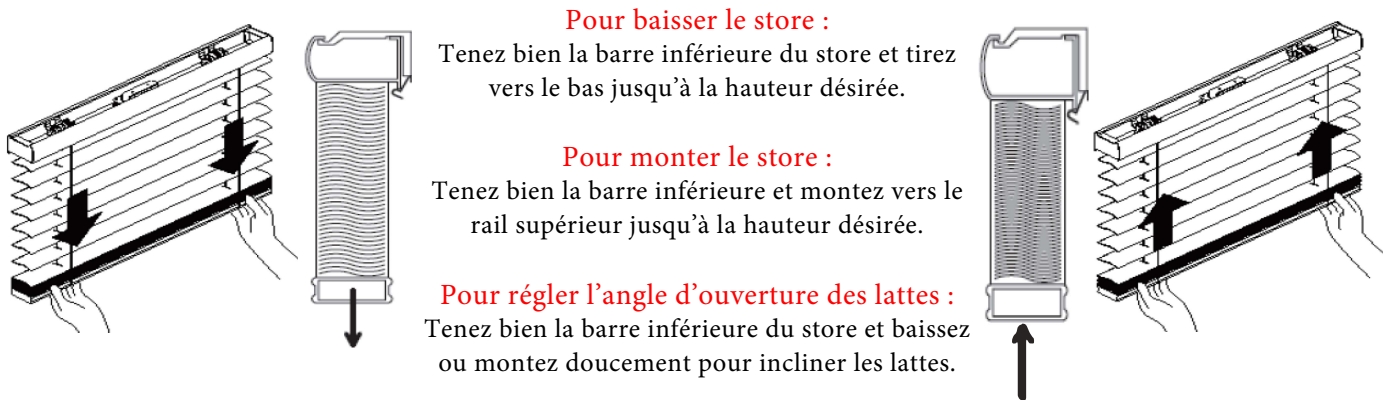 Pour baisser le store :
Tenez bien la barre inférieure du store et tirez
vers le bas jusqu’à la hauteur désirée.
Pour monter le store :
Tenez bien la barre inférieure et montez vers le
rail supérieur jusqu’à la hauteur désirée.
Pour régler l’angle d’ouverture des lattes :
Tenez bien la barre inférieure du store et baissez
ou montez doucement pour incliner les lattes.